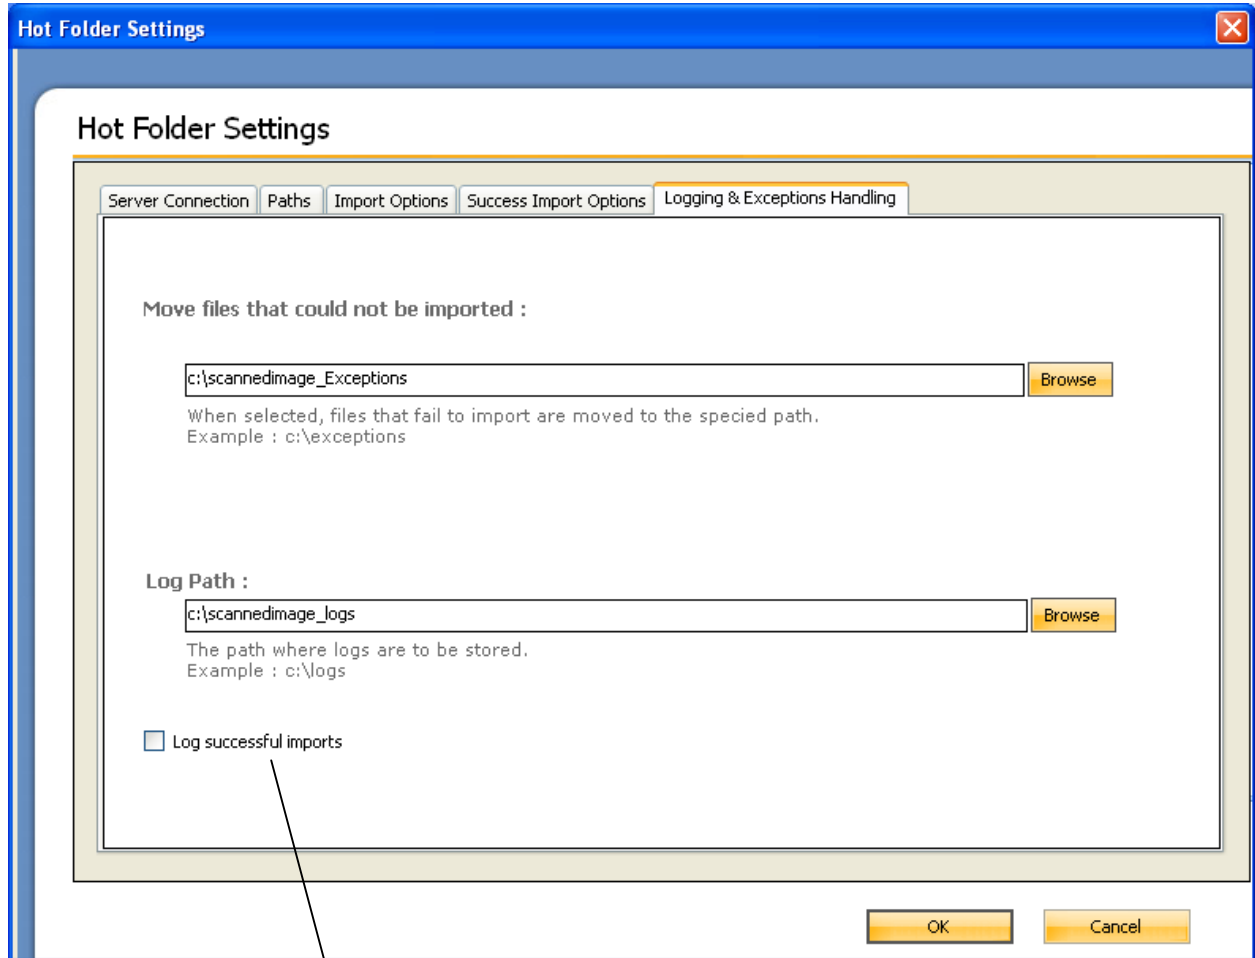 Hot Folder Settings
Hot Folder Settings
Server Connection Paths Import Options Success Import Options Logging & Exceptions Handling
Move files that could not be imported :
c:\scannedimage_Exceptions Browse
When selected, files that fail to import are moved to the specied path.
Example : c:\exceptions
Log Path :
c:\scannedimage_logs Browse
The path where logs are to be stored.
Example : c:\logs
Log successful imports
OK Cancel